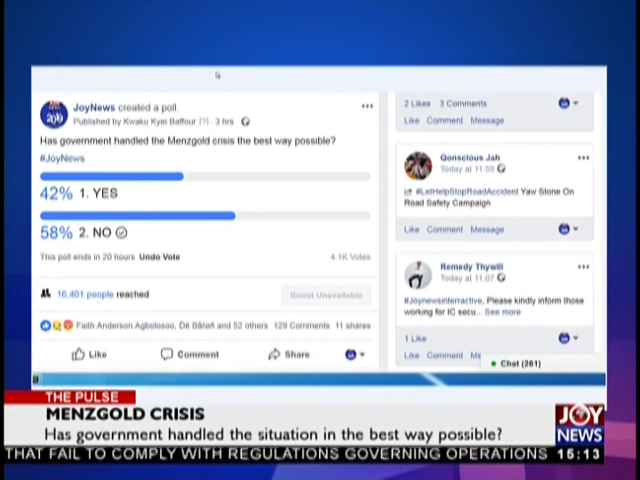 JoyNews created a poll.
Published by Kwaku Kyei Baffour [?] · 3 hrs
Has government handled the Menzgold crisis the best way possible?
#JoyNews
42% 1. YES
58% 2. NO
This poll ends in 20 hours Undo Vote
4.1K Votes
16,401 people reached
Boost Unavailable
Faith Anderson Agbolosoo, and 52 others 129 Comments 11 shares
Like Comment Share
2 Likes 3 Comments
Like Comment Message
Qonscious Jah
Today at 11:59
#LetHelpStopRoadAccident Yaw Stone On
Road Safety Campaign
Like Comment Message
Remedy Thywill
Today at 11:07
#Joynewsinterractive, Please kindly inform those
working for IC secu... See more
1 Like
Like Comment Me
Chat (261)
THE PULSE
MENZGOLD CRISIS
Has government handled the situation in the best way possible?
JOY
NEWS
THAT FAIL TO COMPLY WITH REGULATIONS GOVERNING OPERATIONS
15:13